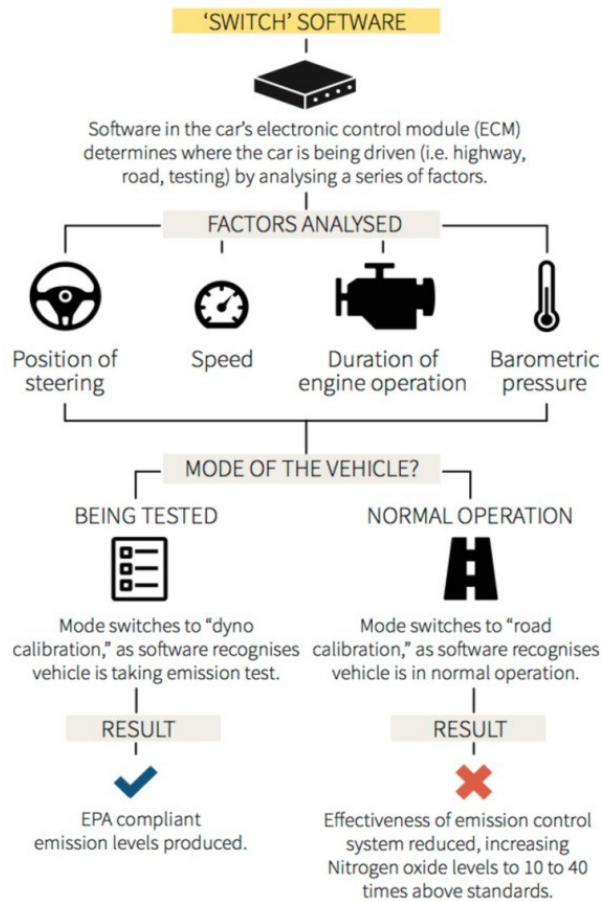 ‘SWITCH’ SOFTWARE
Software in the car’s electronic control module (ECM)
determines where the car is being driven (i.e. highway,
road, testing) by analysing a series of factors.
FACTORS ANALYSED
Position of
steering
Speed
Duration of
engine operation
Barometric
pressure
MODE OF THE VEHICLE?
BEING TESTED
Mode switches to “dyno
calibration,” as software recognises
vehicle is taking emission test.
RESULT
EPA compliant
emission levels produced.
NORMAL OPERATION
Mode switches to “road
calibration,” as software recognises
vehicle is in normal operation.
RESULT
Effectiveness of emission control
system reduced, increasing
Nitrogen oxide levels to 10 to 40
times above standards.